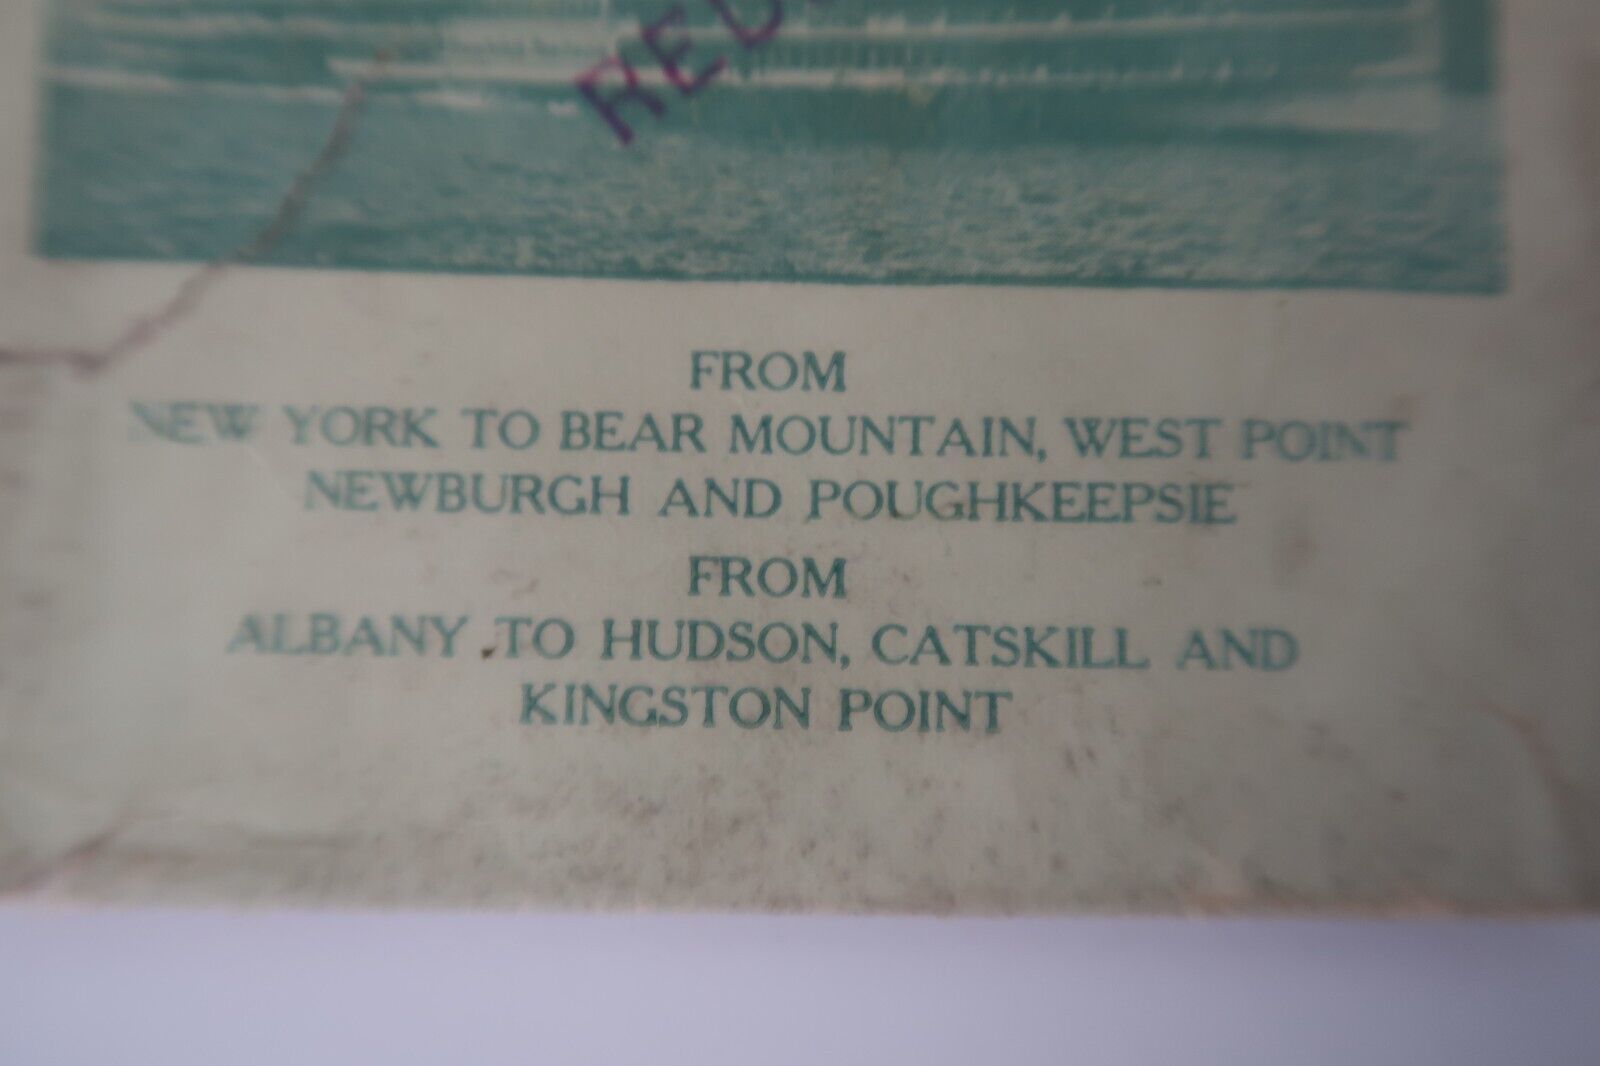 RED
FROM
NEW YORK TO BEAR MOUNTAIN, WEST POINT
NEWBURGH AND POUGHKEEPSIE
FROM
ALBANY TO HUDSON, CATSKILL AND
KINGSTON POINT